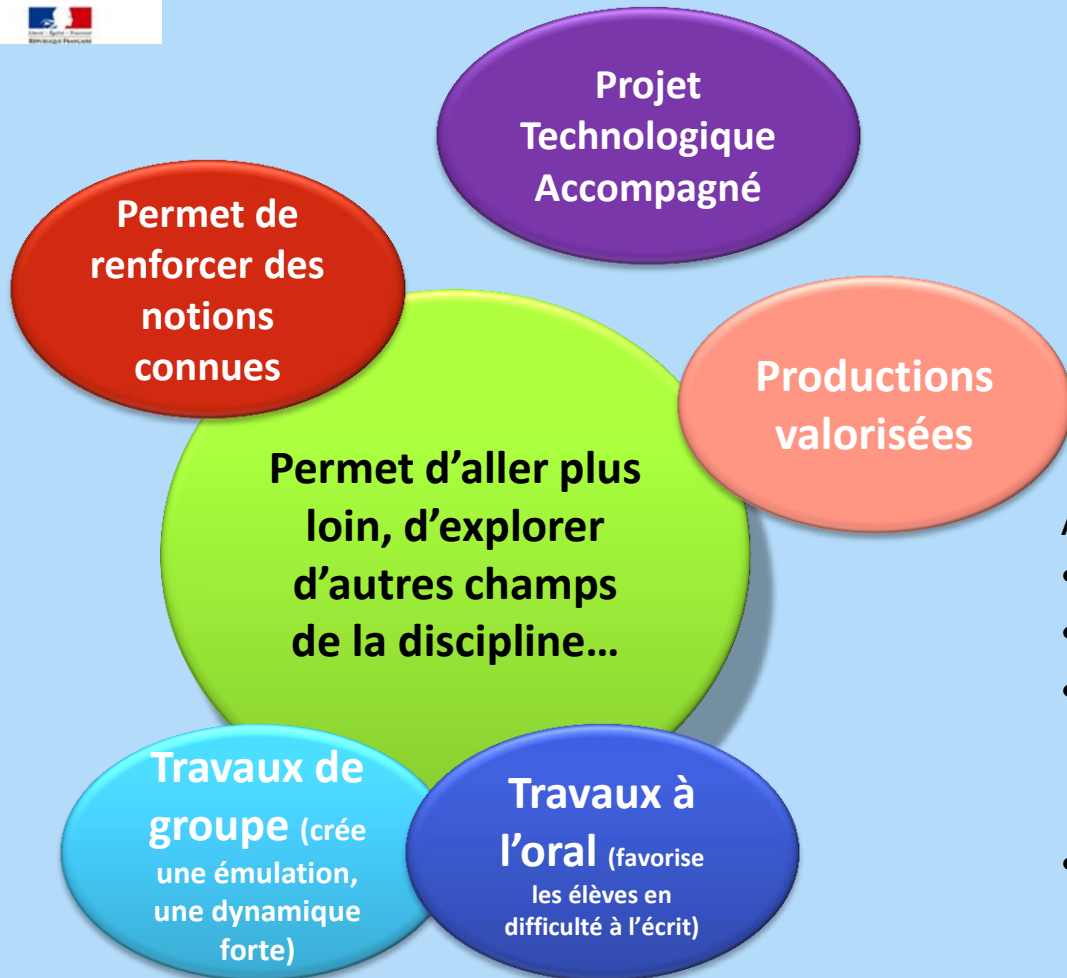 RÉPUBLIQUE FRANÇAISE
Projet
Technologique
Accompagné
Permet de
renforcer des
notions
connues
Productions
valorisées
Permet d’aller plus
loin, d’explorer
d’autres champs
de la discipline…
A
•
•
•
•
Travaux de
groupe (crée
une émulation,
une dynamique
forte)
Travaux à
l’oral (favorise
les élèves en
difficulté à l’écrit)